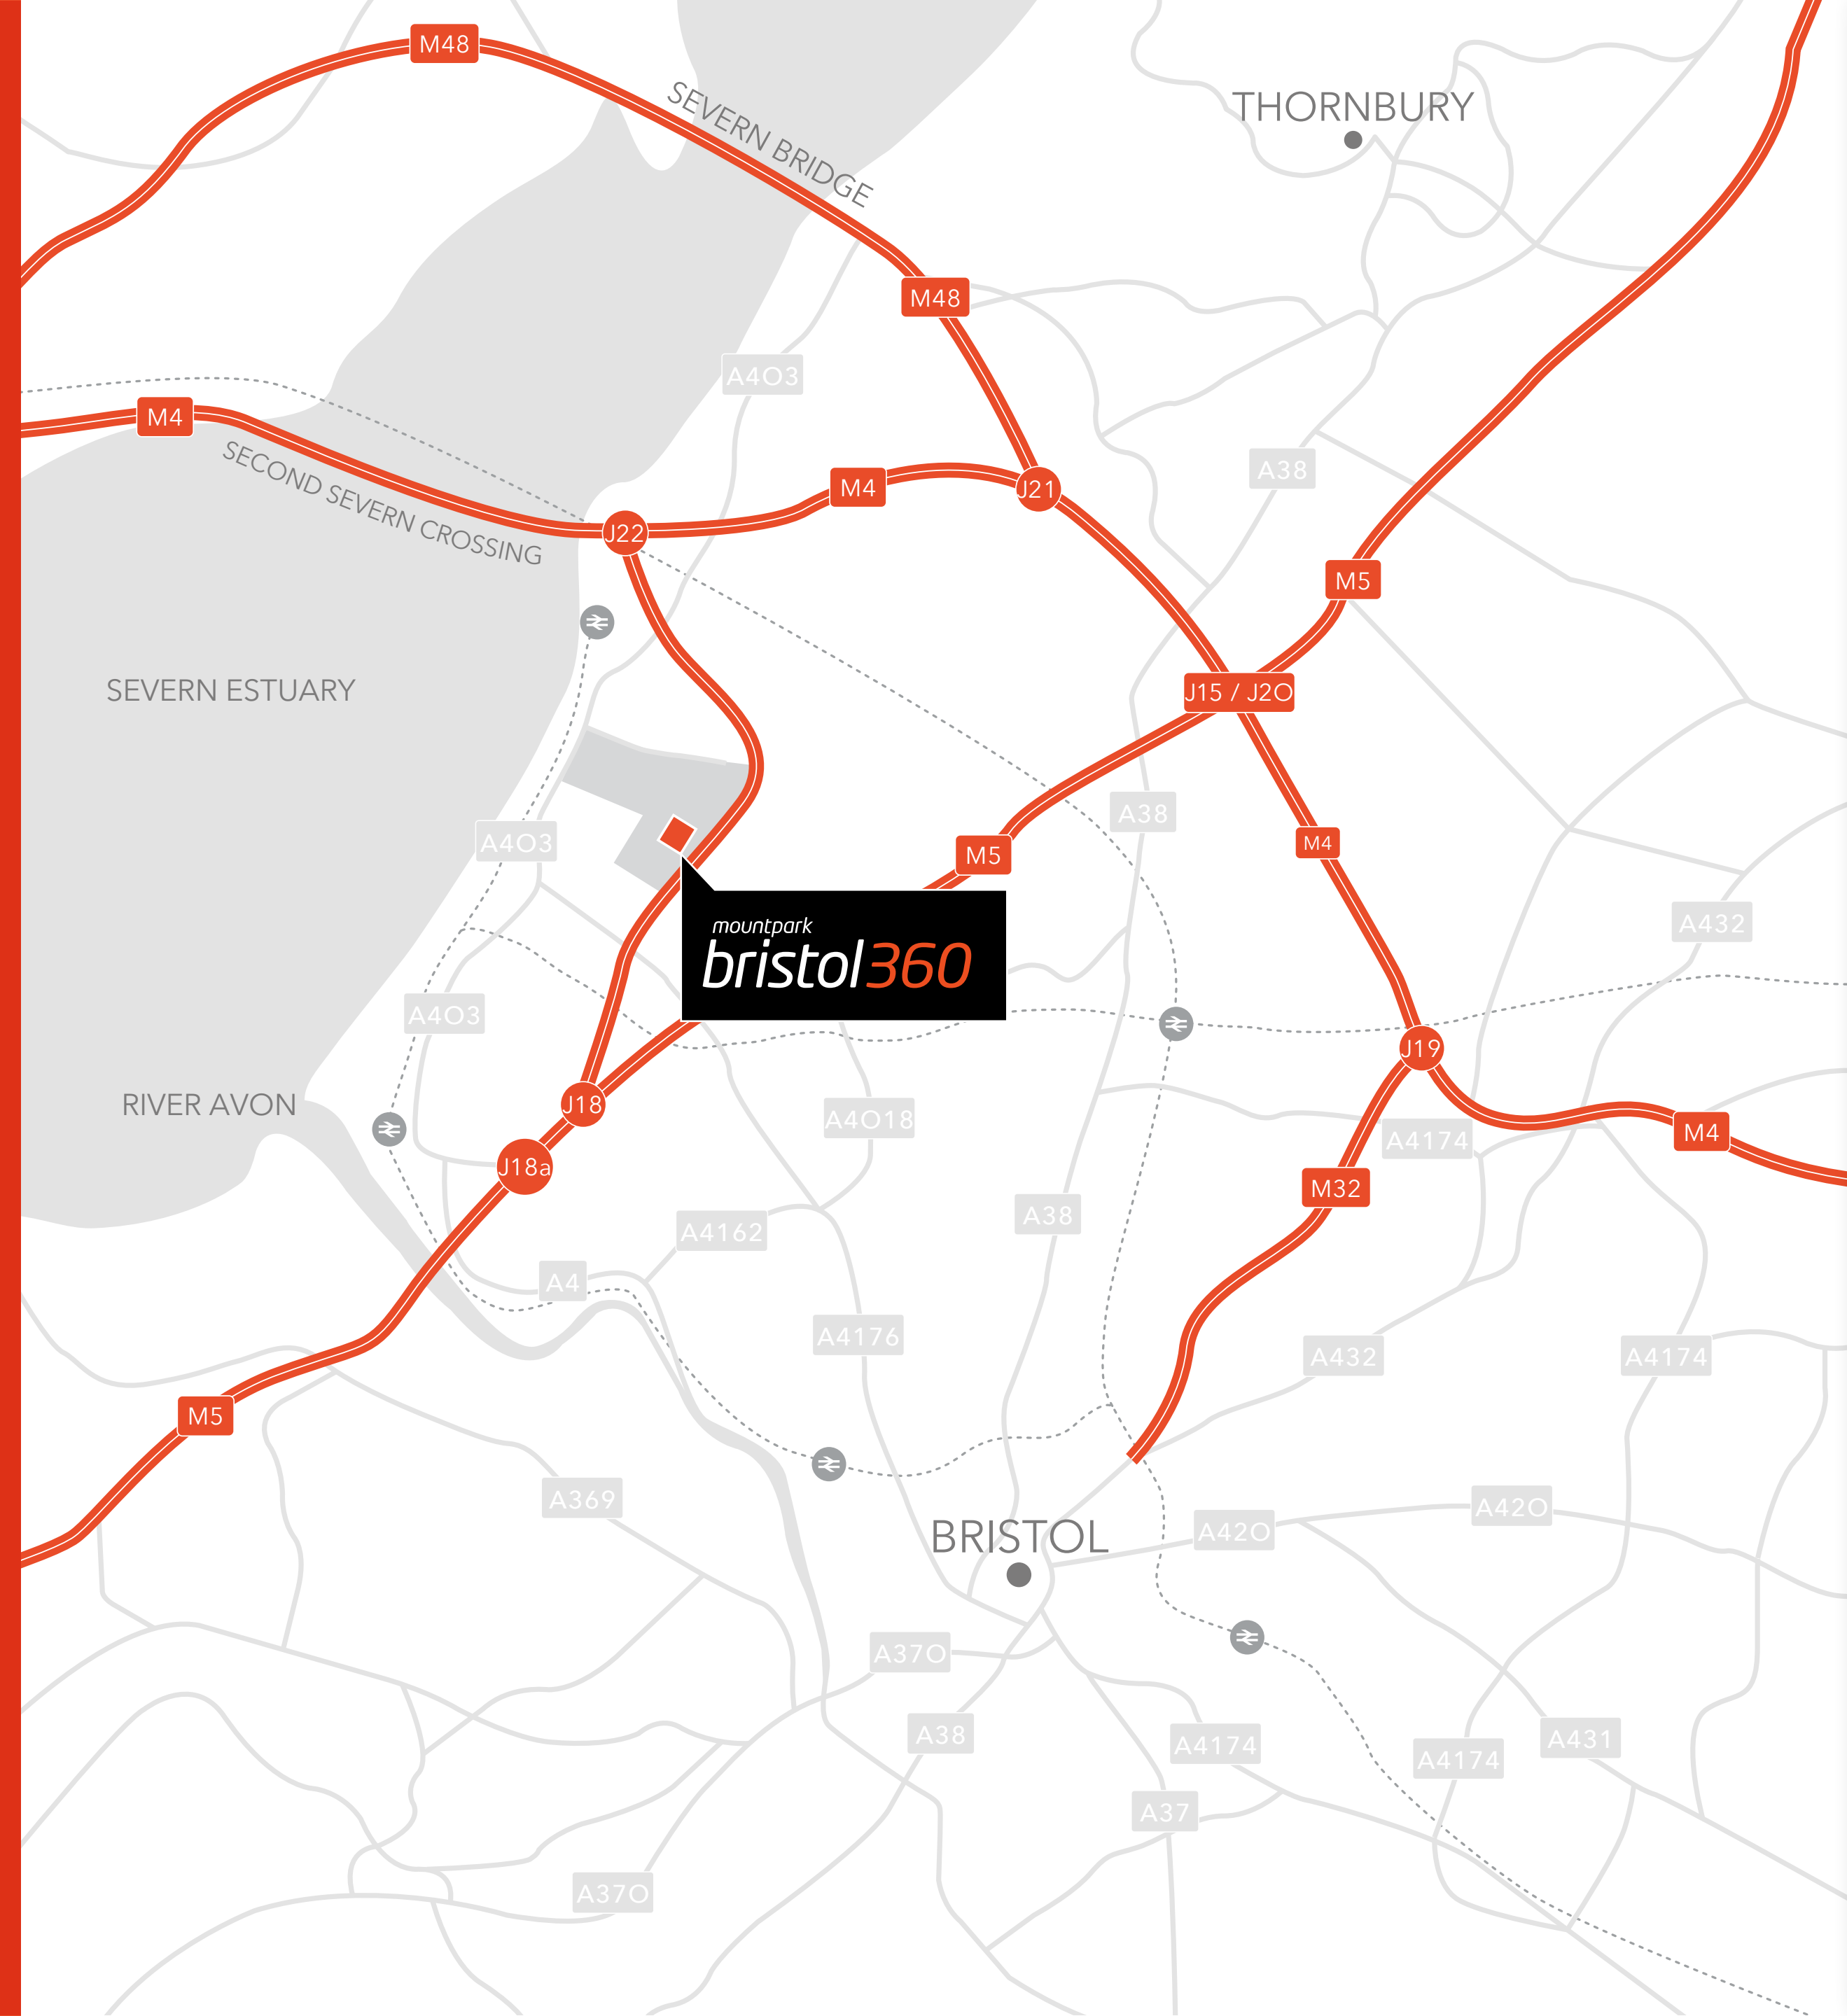 M48
SEVERN BRIDGE
THORNBURY
M48
A403
M4
SECOND SEVERN CROSSING
M4
J21
A38
J22
M5
SEVERN ESTUARY
J15 / J20
A38
A403
M5
M4
A432
mountpark
bristol360
A403
J19
RIVER AVON
J18
A4018
A4174
M4
J18a
M32
A38
A4162
A4
A4176
A432
A4174
M5
A369
A420
A420
BRISTOL
A370
A38
A4174
A431
A4174
A37
A370